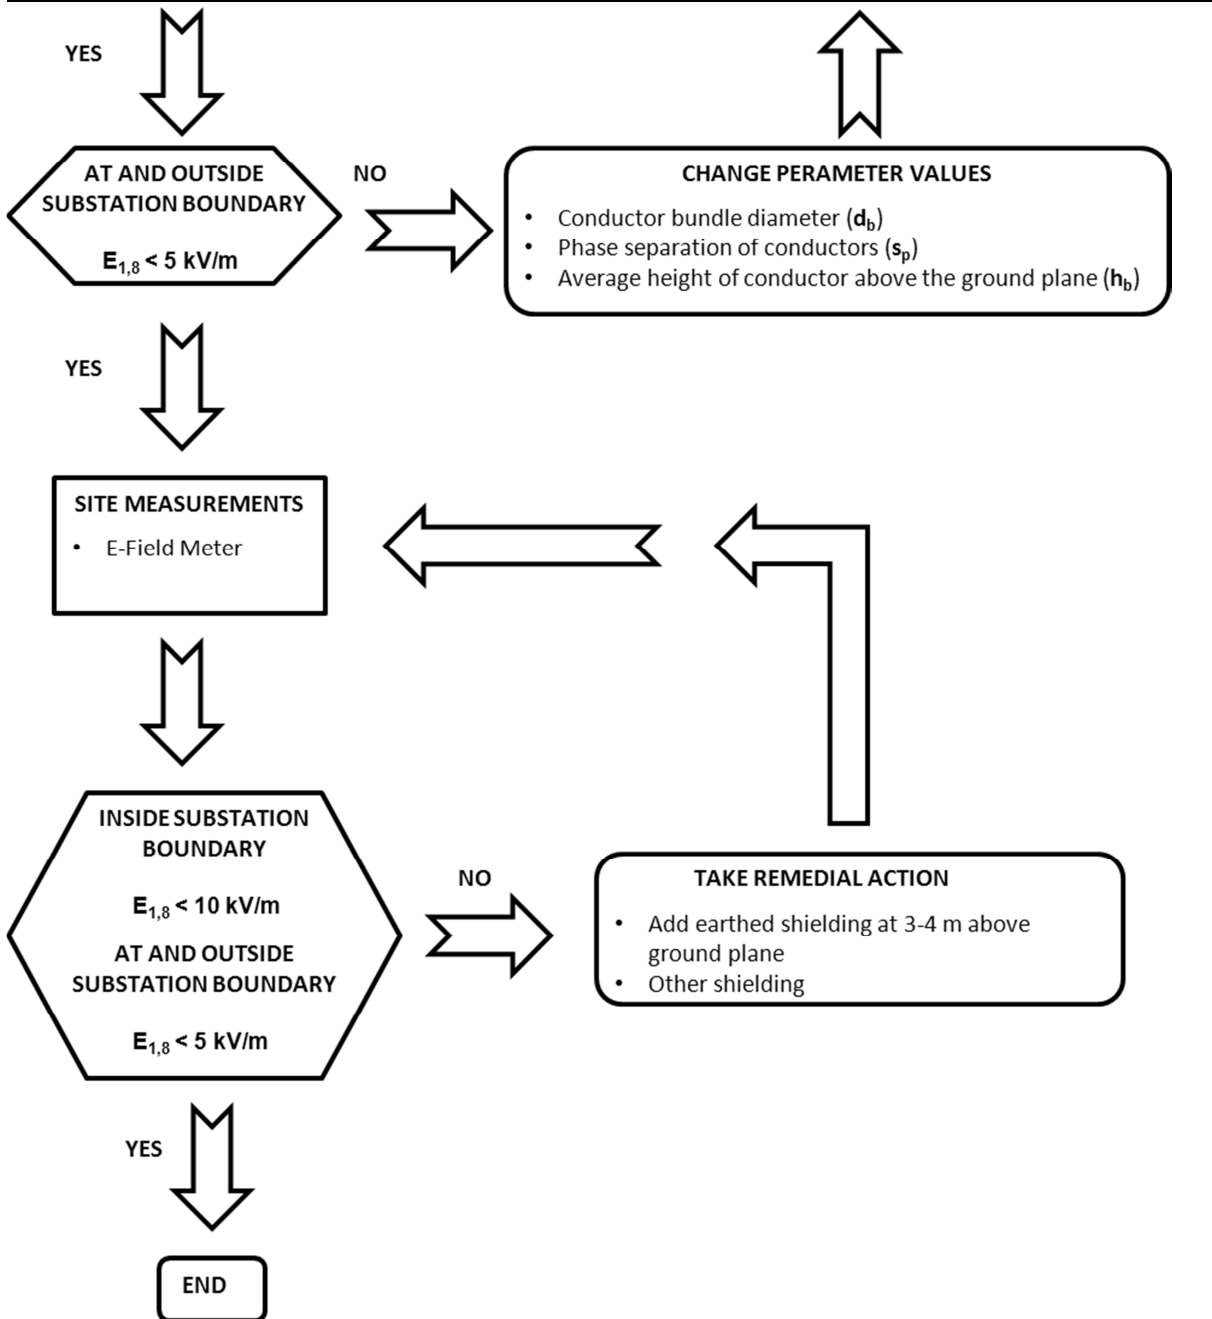 YES
AT AND OUTSIDE
SUBSTATION BOUNDARY
E1,8 < 5 kV/m
NO
CHANGE PERAMETER VALUES
• Conductor bundle diameter (db)
• Phase separation of conductors (sp)
• Average height of conductor above the ground plane (hb)
YES
SITE MEASUREMENTS
• E-Field Meter
INSIDE SUBSTATION
BOUNDARY
E1,8 < 10 kV/m
AT AND OUTSIDE
SUBSTATION BOUNDARY
E1,8 < 5 kV/m
NO
TAKE REMEDIAL ACTION
• Add earthed shielding at 3-4 m above
ground plane
• Other shielding
YES
END